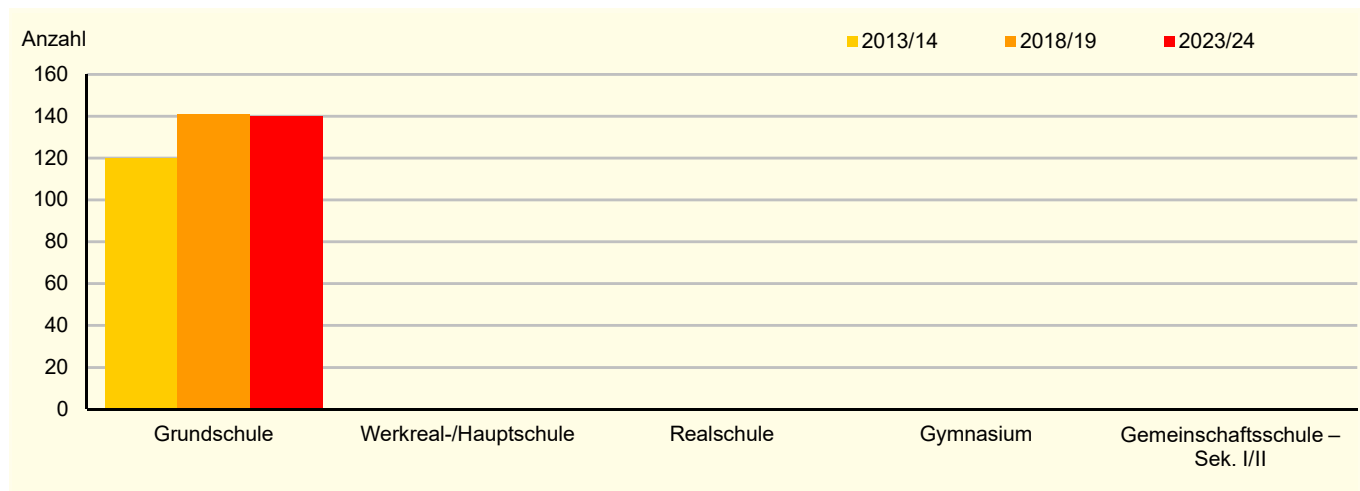 Anzahl
2013/14 2018/19 2023/24
160
140
120
100
80
60
40
20
0
Grundschule Werkreal-/Hauptschule Realschule Gymnasium Gemeinschaftsschule –
Sek. I/II